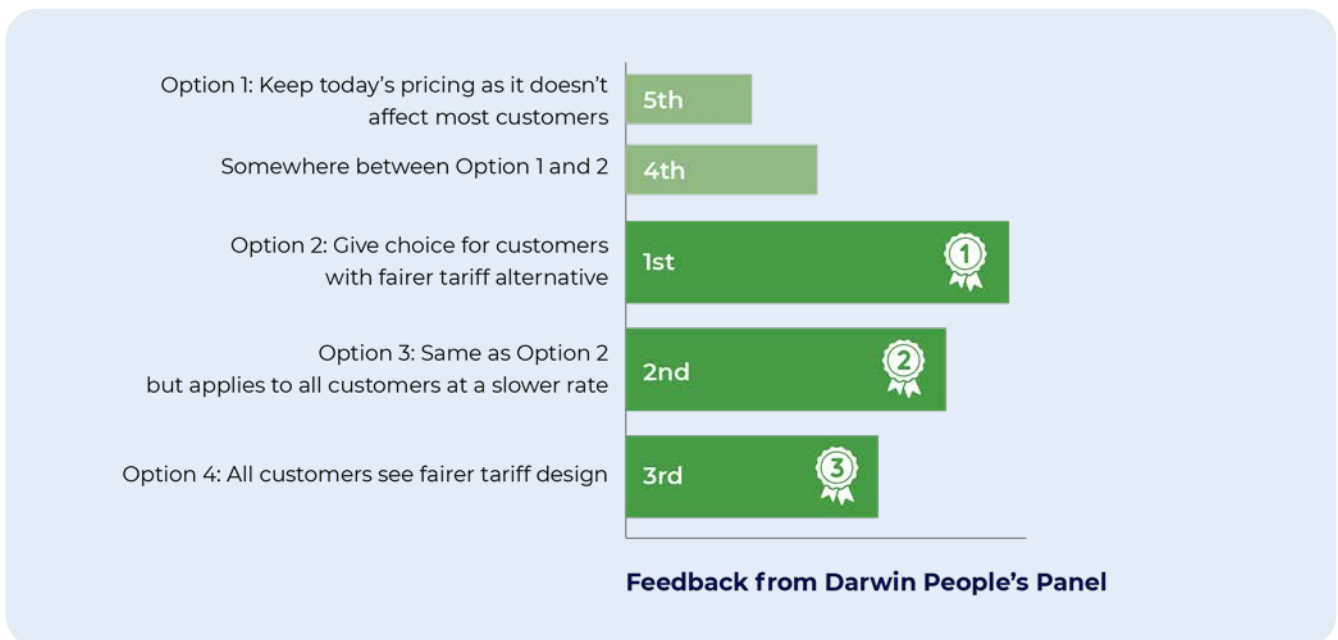 Option 1: Keep today's pricing as it doesn't
affect most customers
5th
Somewhere between Option 1 and 2
4th
Option 2: Give choice for customers
with fairer tariff alternative
1st
1
Option 3: Same as Option 2
but applies to all customers at a slower rate
2nd
2
Option 4: All customers see fairer tariff design
3rd
3
Feedback from Darwin People's Panel